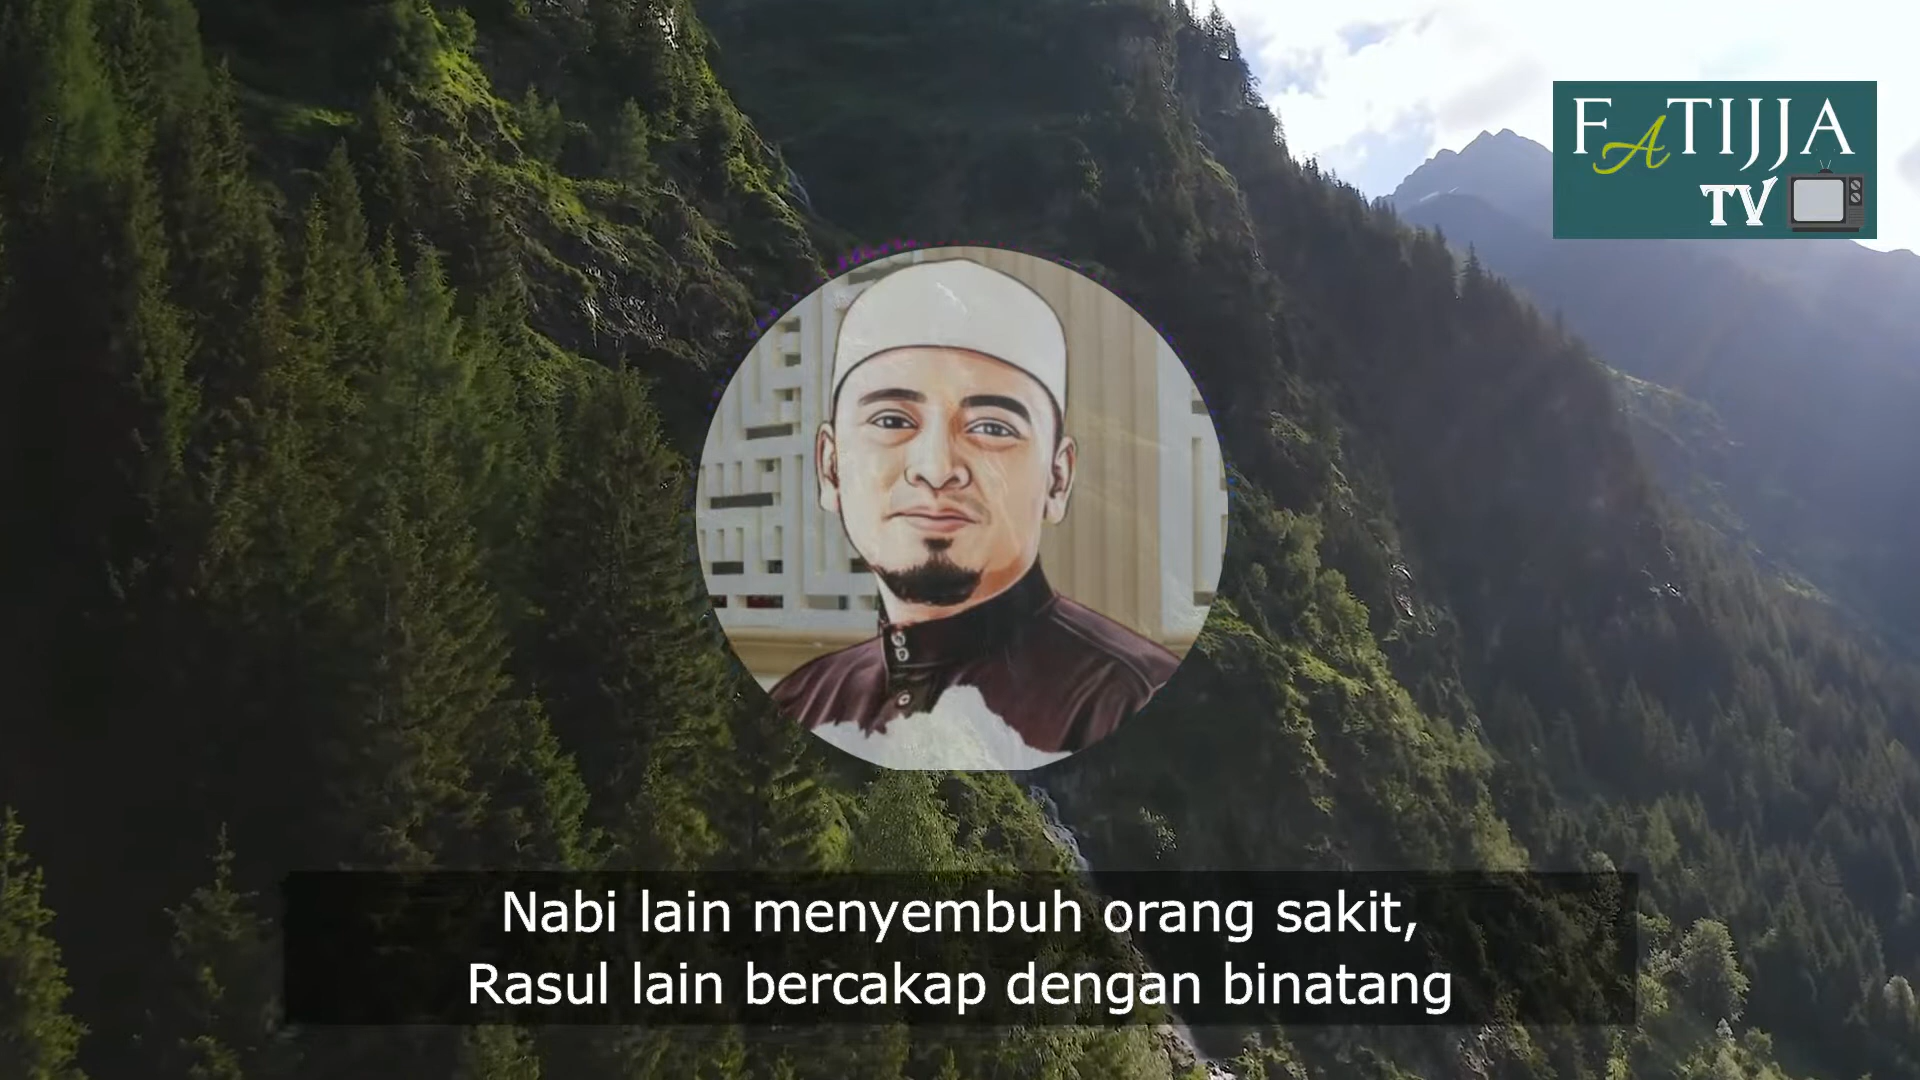 FATIJJA
TV
Nabi lain menyembuh orang sakit,
Rasul lain bercakap dengan binatang